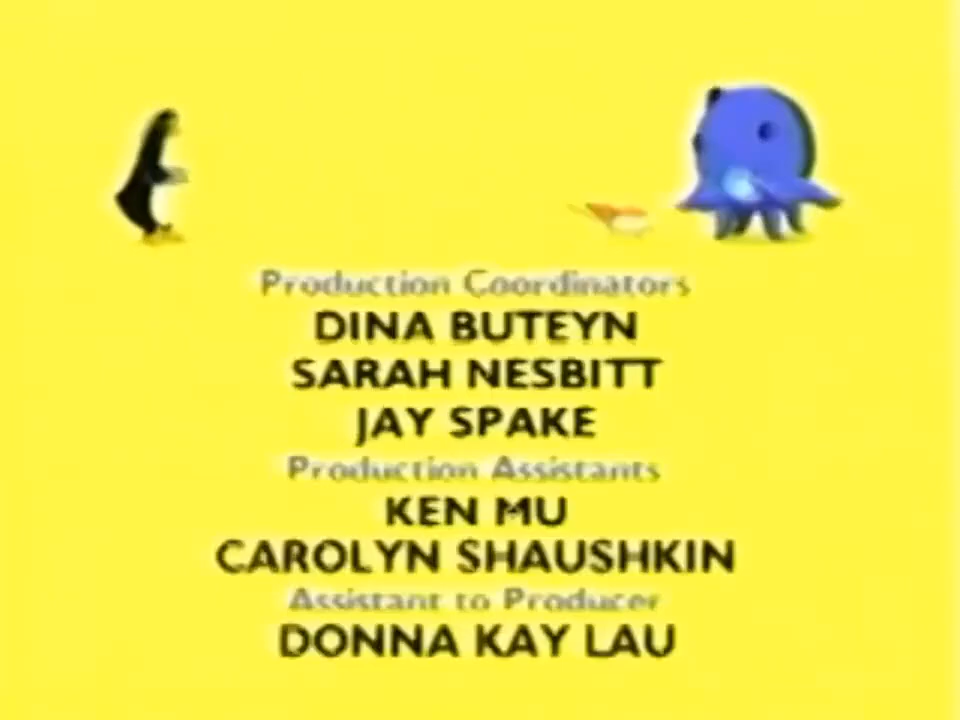 Production Coordinators
DINA BUTEYN
SARAH NESBITT
JAY SPAKE
Production Assistants
KEN MU
CAROLYN SHAUSHKIN
Assistant to Producer
DONNA KAY LAU